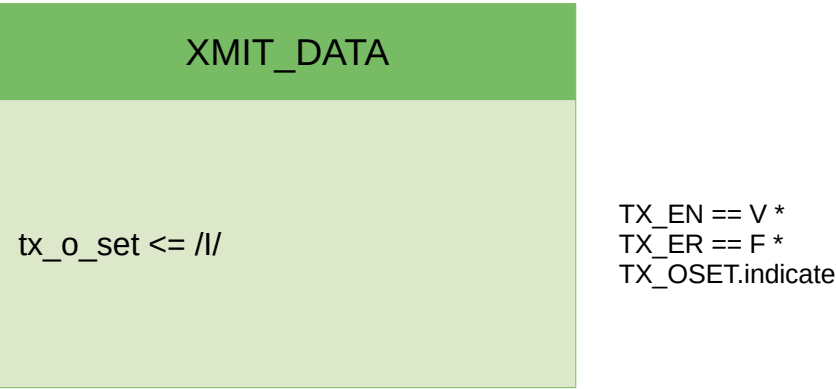 XMIT_DATA
tx_o_set <= /I/
TX_EN == V *
TX_ER == F *
TX_OSET.indicate